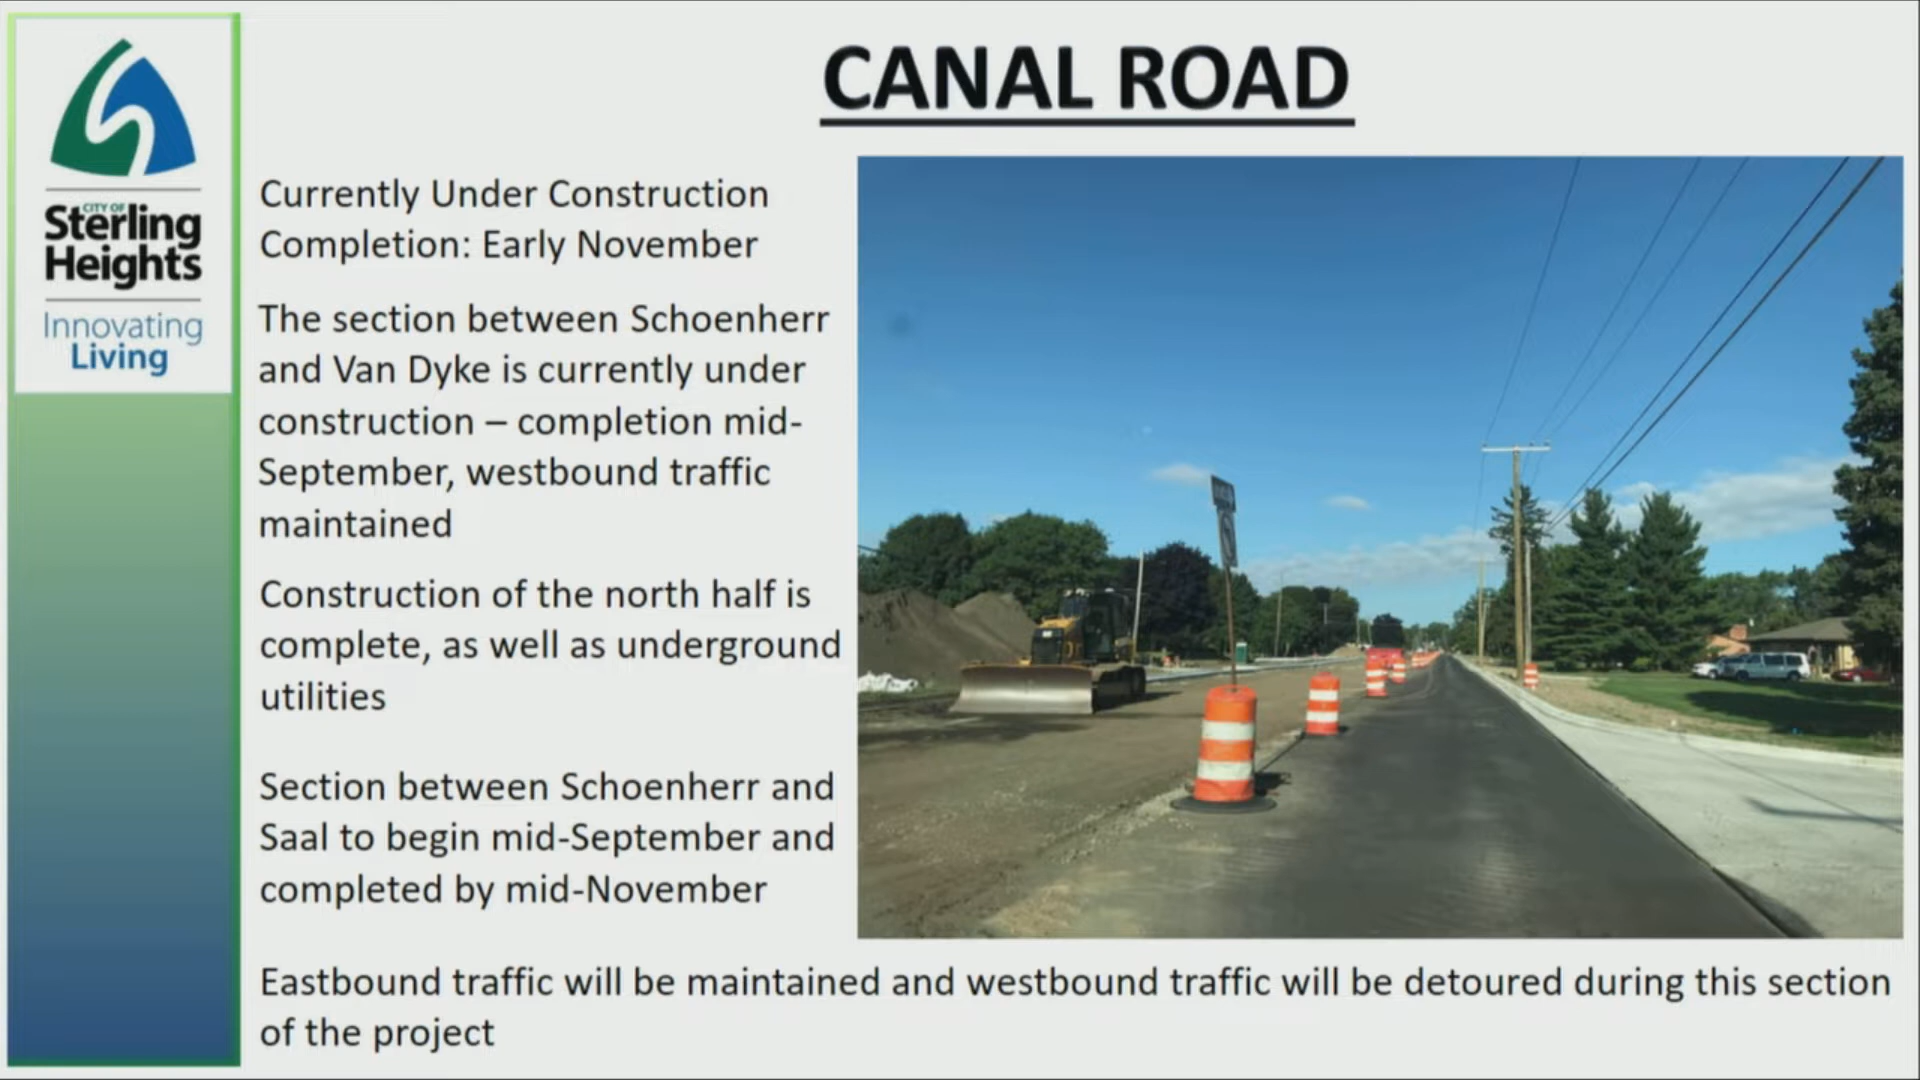 CANAL ROAD
CITY OF
Sterling
Heights
Innovating
Living
Currently Under Construction
Completion: Early November
The section between Schoenherr
and Van Dyke is currently under
construction – completion mid-
September, westbound traffic
maintained
Construction of the north half is
complete, as well as underground
utilities
Section between Schoenherr and
Saal to begin mid-September and
completed by mid-November
Eastbound traffic will be maintained and westbound traffic will be detoured during this section
of the project